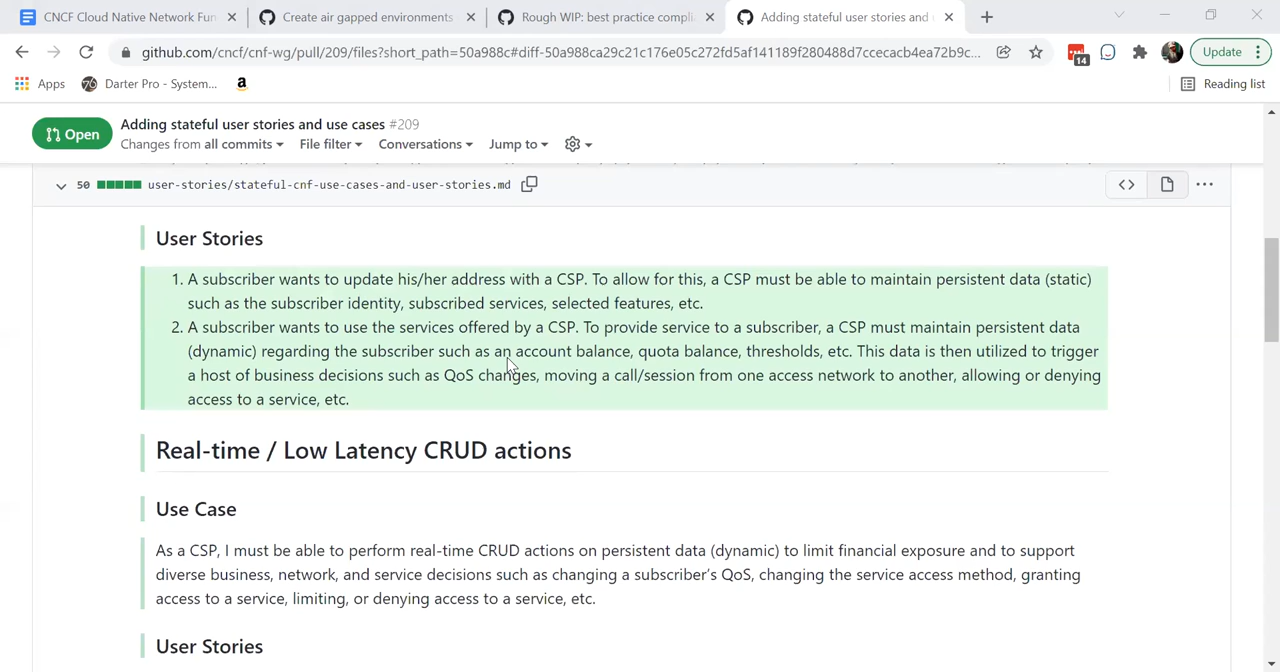 CNCF Cloud Native Network Fun
Create air gapped environments
Rough WIP: best practice compli
Adding stateful user stories and
github.com/cncf/cnf-wg/pull/209/files?short_path=50a988c#diff-50a988ca29c21c176e05c272fd5af141189f280488d7ccecacb4ea72b9c...
14
Update
Apps
76
Darter Pro - System...
a
Reading list
Open
Adding stateful user stories and use cases #209
Changes from all commits
File filter
Conversations
Jump to
50
user-stories/stateful-cnf-use-cases-and-user-stories.md
User Stories
1. A subscriber wants to update his/her address with a CSP. To allow for this, a CSP must be able to maintain persistent data (static)
such as the subscriber identity, subscribed services, selected features, etc.
2. A subscriber wants to use the services offered by a CSP. To provide service to a subscriber, a CSP must maintain persistent data
(dynamic) regarding the subscriber such as an account balance, quota balance, thresholds, etc. This data is then utilized to trigger
a host of business decisions such as QoS changes, moving a call/session from one access network to another, allowing or denying
access to a service, etc.
Real-time / Low Latency CRUD actions
Use Case
As a CSP, I must be able to perform real-time CRUD actions on persistent data (dynamic) to limit financial exposure and to support
diverse business, network, and service decisions such as changing a subscriber's QoS, changing the service access method, granting
access to a service, limiting, or denying access to a service, etc.
User Stories